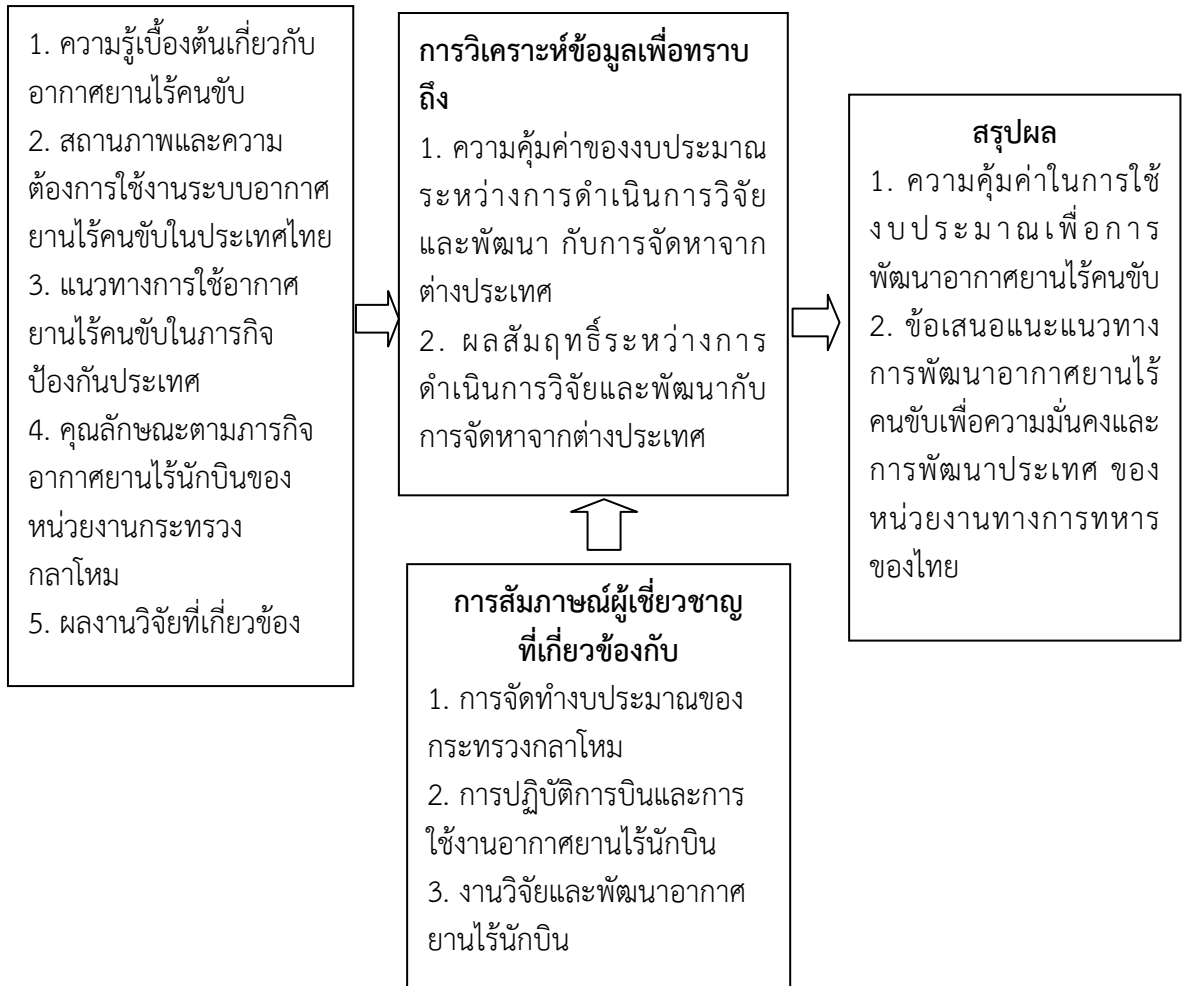 1. ความรู้เบื้องต้นเกี่ยวกับ
อากาศยานไร้คนขับ
2. สถานภาพและความ
ต้องการใช้งานระบบอากาศ
ยานไร้คนขับในประเทศไทย
3. แนวทางการใช้อากาศ
ยานไร้คนขับในภารกิจ
ป้องกันประเทศ
4. คุณลักษณะตามภารกิจ
อากาศยานไร้นักบินของ
หน่วยงานกระทรวง
กลาโหม
5. ผลงานวิจัยที่เกี่ยวข้อง
การวิเคราะห์ข้อมูลเพื่อทราบ
ถึง
1. ความคุ้มค่าของงบประมาณ
ระหว่างการดำเนินการวิจัย
และพัฒนา กับการจัดหาจาก
ต่างประเทศ
2. ผลสัมฤทธิ์ระหว่างการ
ดำเนินการวิจัยและพัฒนากับ
การจัดหาจากต่างประเทศ
การสัมภาษณ์ผู้เชี่ยวชาญ
ที่เกี่ยวข้องกับ
1. การจัดทำงบประมาณของ
กระทรวงกลาโหม
2. การปฏิบัติการบินและการ
ใช้งานอากาศยานไร้นักบิน
3. งานวิจัยและพัฒนาอากาศ
ยานไร้นักบิน
สรุปผล
1. ความคุ้มค่าในการใช้
งบประมาณเพื่อการ
พัฒนาอากาศยานไร้คนขับ
2. ข้อเสนอแนะแนวทาง
การพัฒนาอากาศยานไร้
คนขับเพื่อความมั่นคงและ
การพัฒนาประเทศ ของ
หน่วยงานทางการทหาร
ของไทย